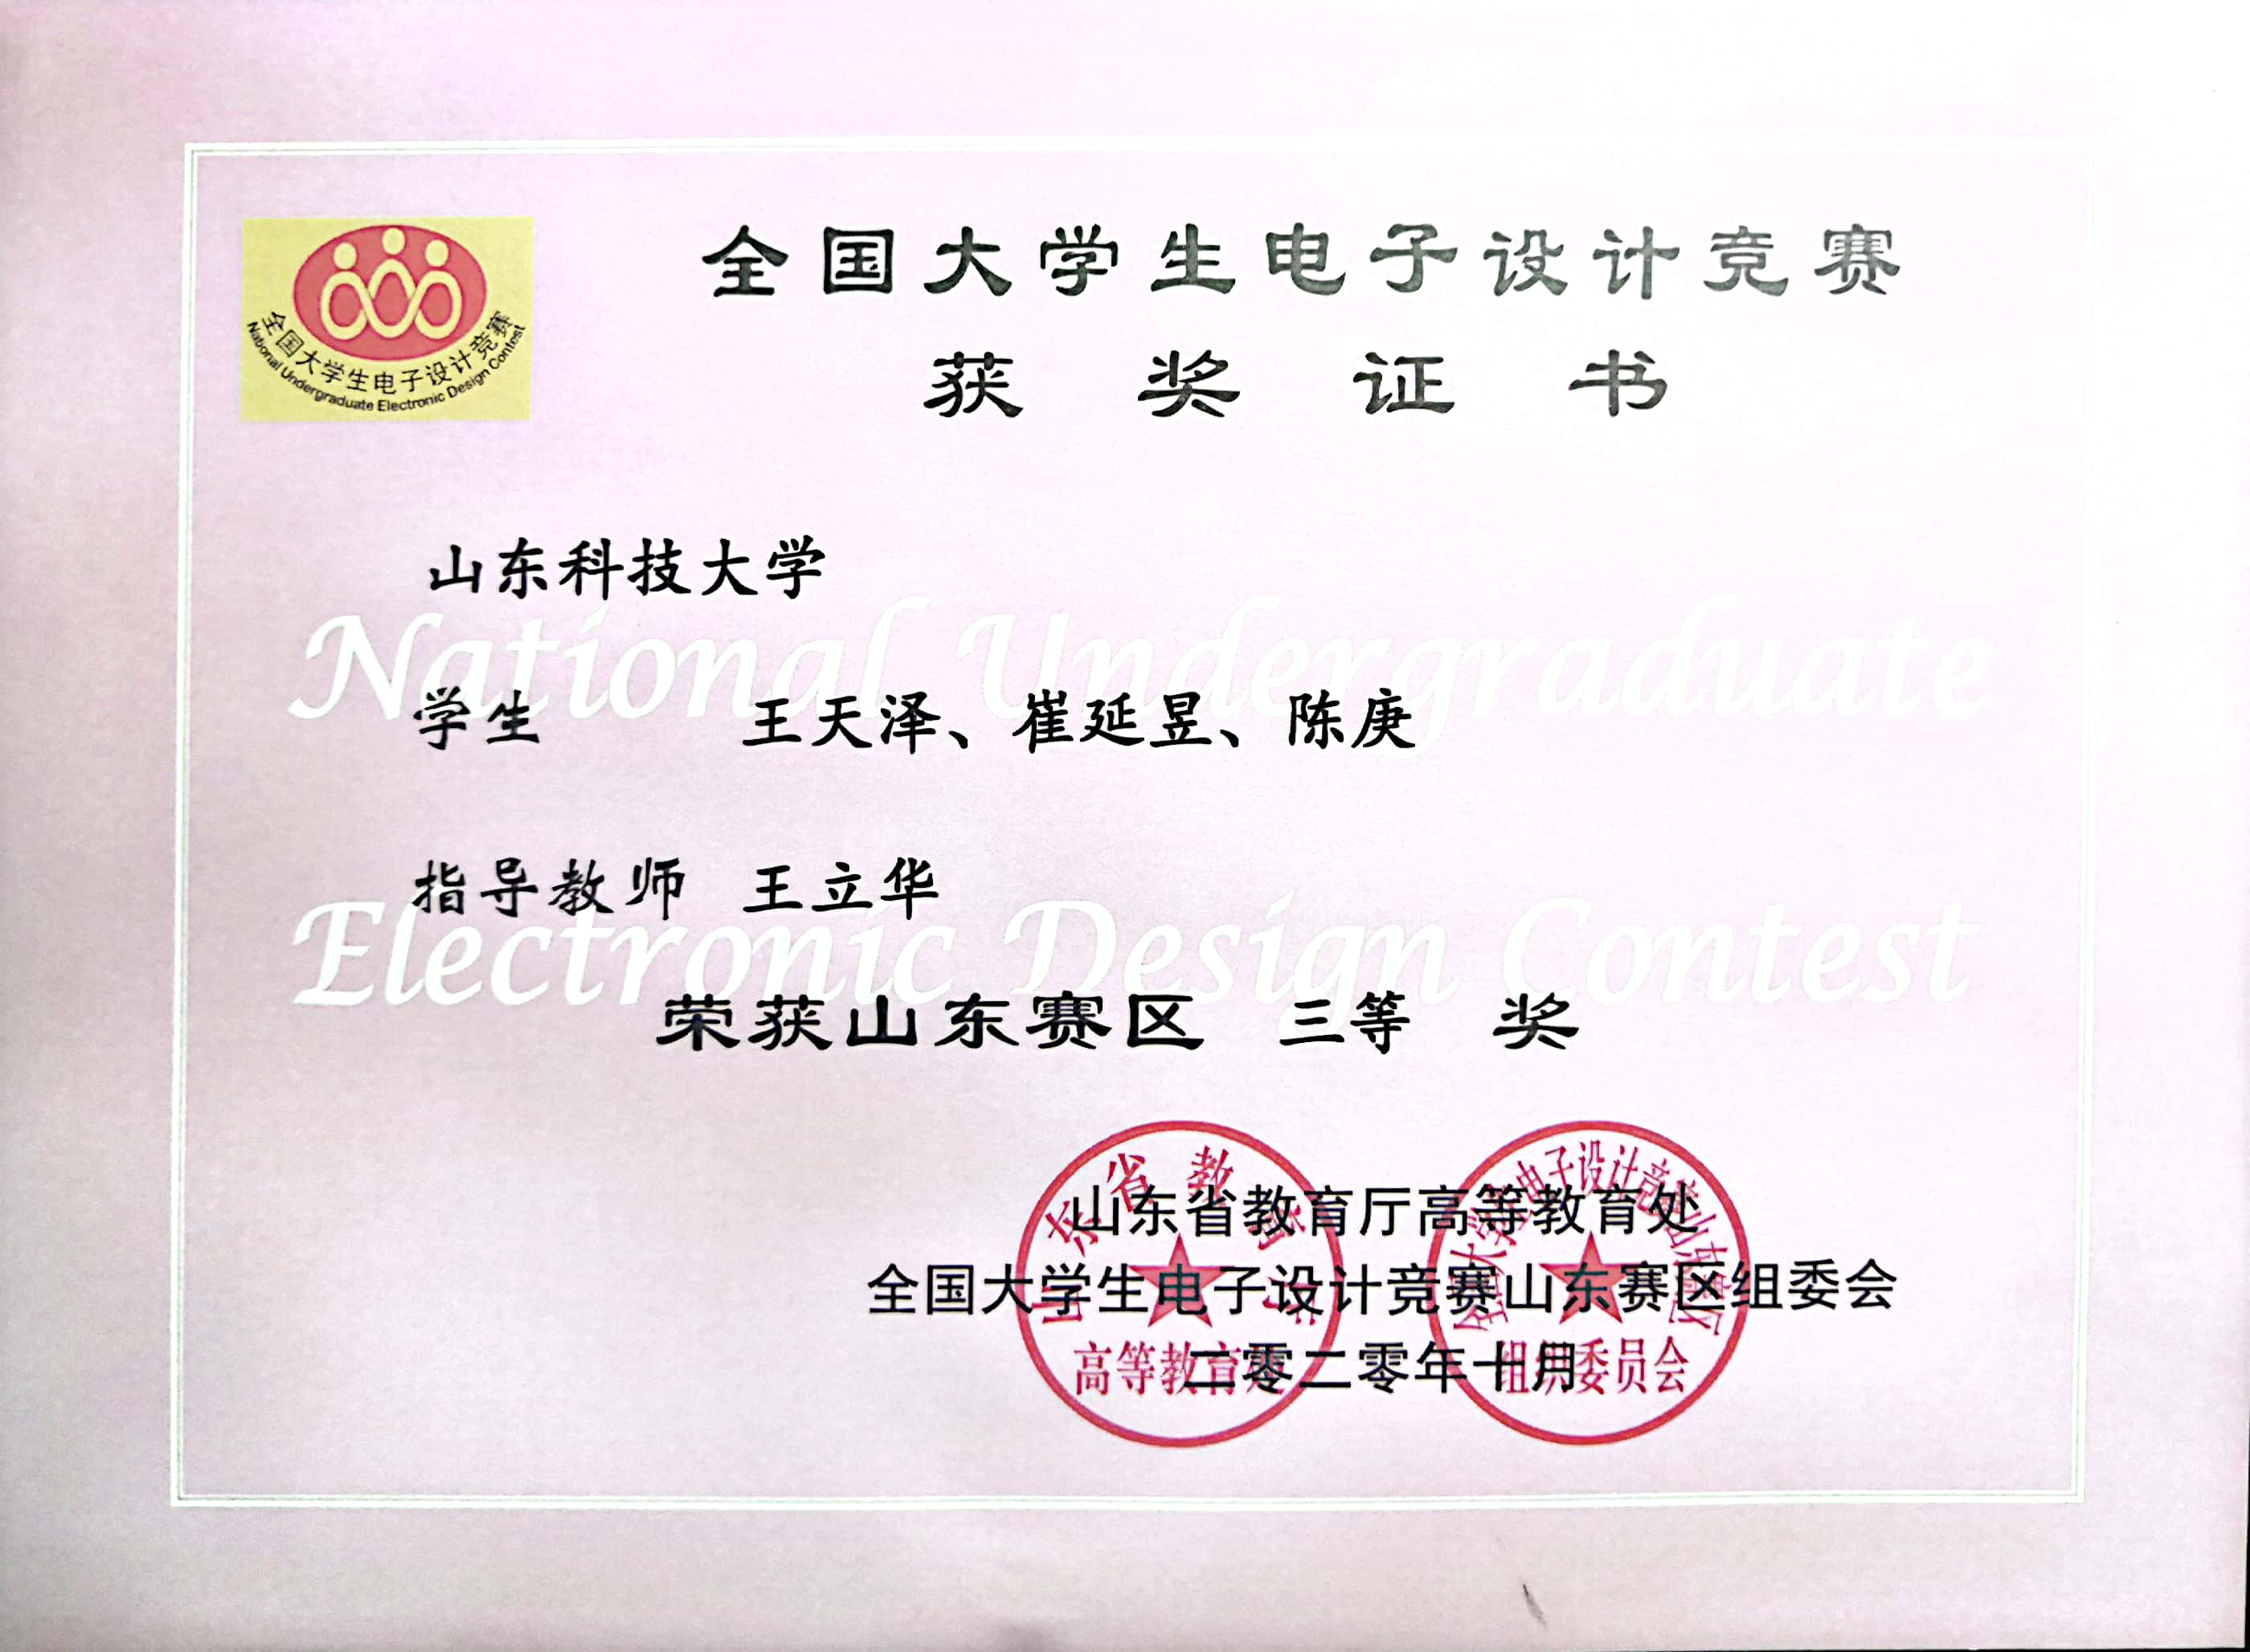 全国大学生电子设计竞赛
获奖证书
全国大学生电子设计竞赛
National Undergraduate Electronic Design Contest
山东科技大学
National Undergraduate
学生 王天泽、崔延昱、陈庚
指导教师 王立华
Electronic Design Contest
荣获山东赛区 三等 奖
山东省教育厅高等教育处
全国大学生电子设计竞赛山东赛区组委会
二零二零年十月
山东省教育厅
高等教育处
全国大学生电子设计竞赛山东赛区
组织委员会